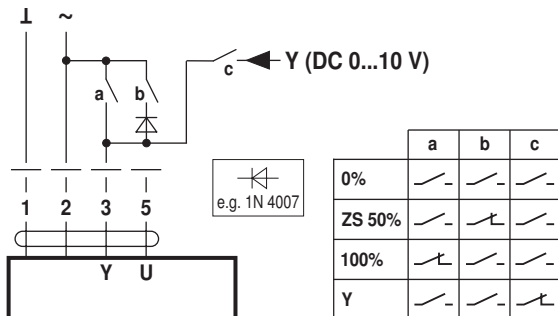 ⊥ ~
Y (DC 0...10 V)
c
a b
e.g. 1N 4007
1 2 3 5
Y U
a b c
0%
ZS 50%
100%
Y